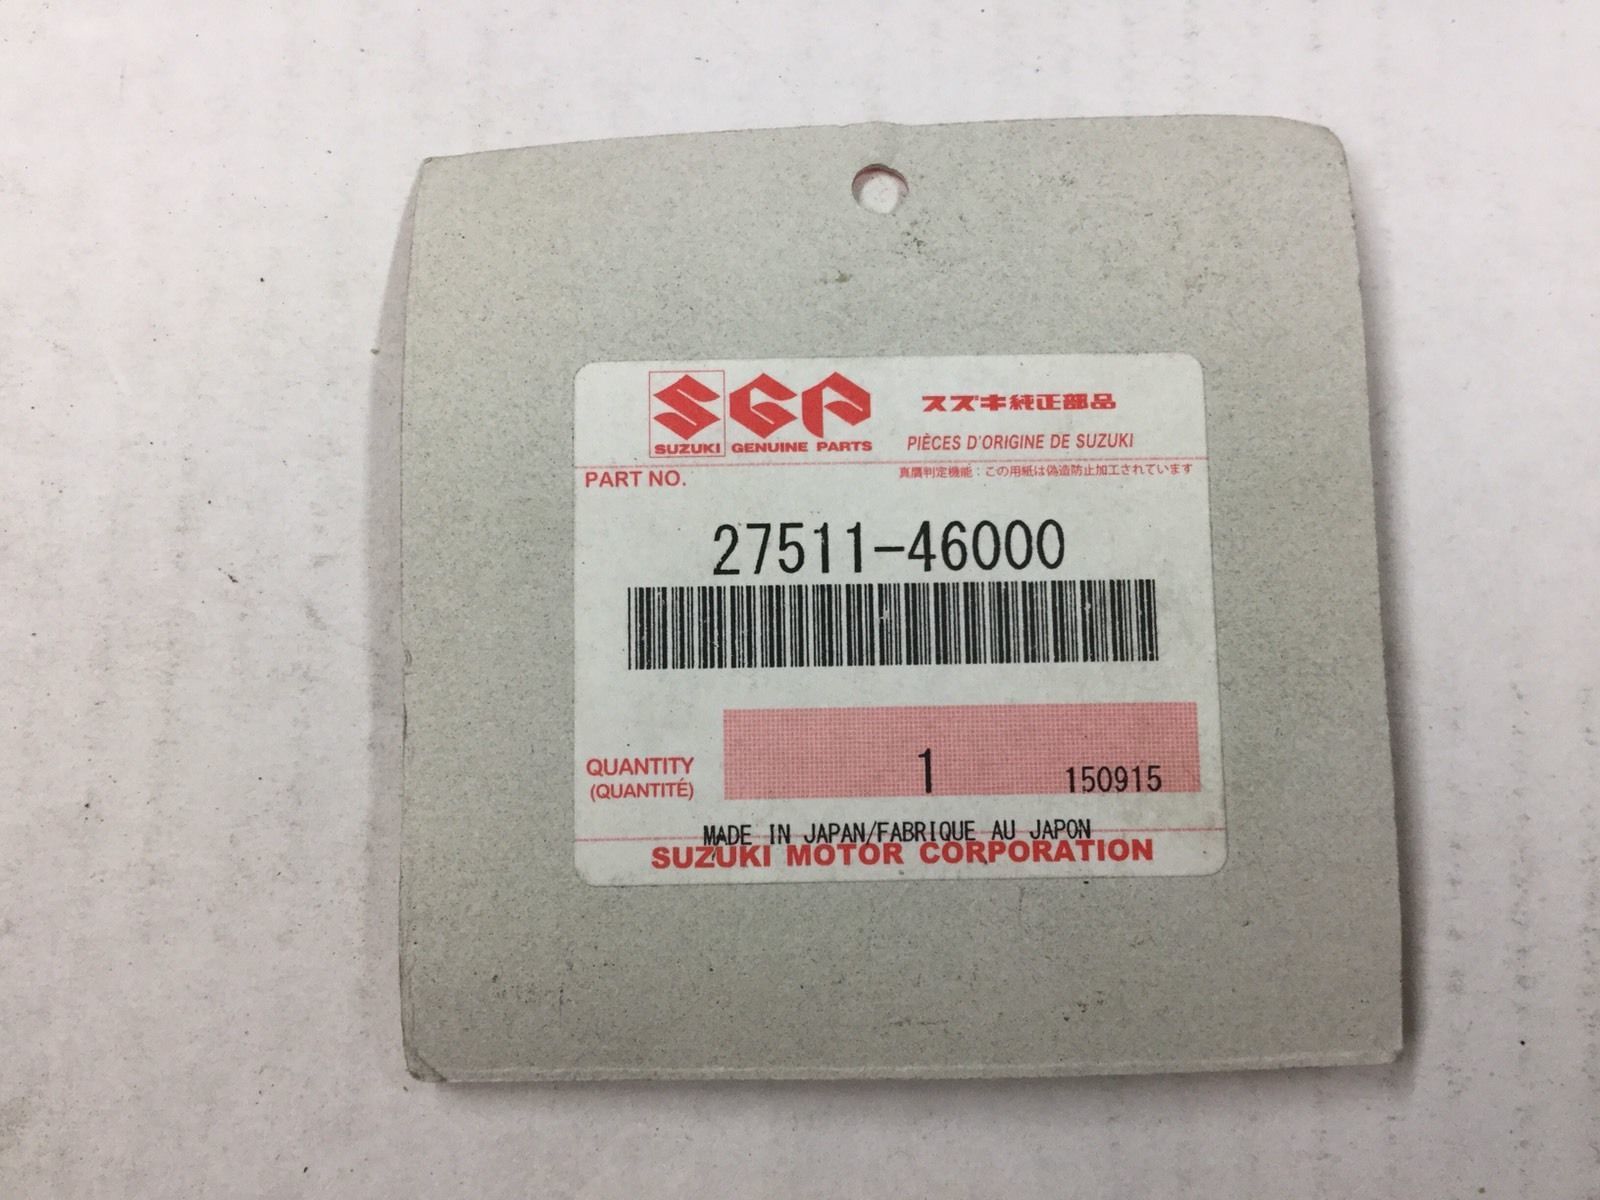 SGP スズキ純正部品
SUZUKI GENUINE PARTS PIÈCES D'ORIGINE DE SUZUKI
PART NO. 真贋判定機能：この用紙は偽造防止加工されています
27511-46000
QUANTITY 1 150915
(QUANTITÉ)
MADE IN JAPAN/FABRIQUE AU JAPON
SUZUKI MOTOR CORPORATION